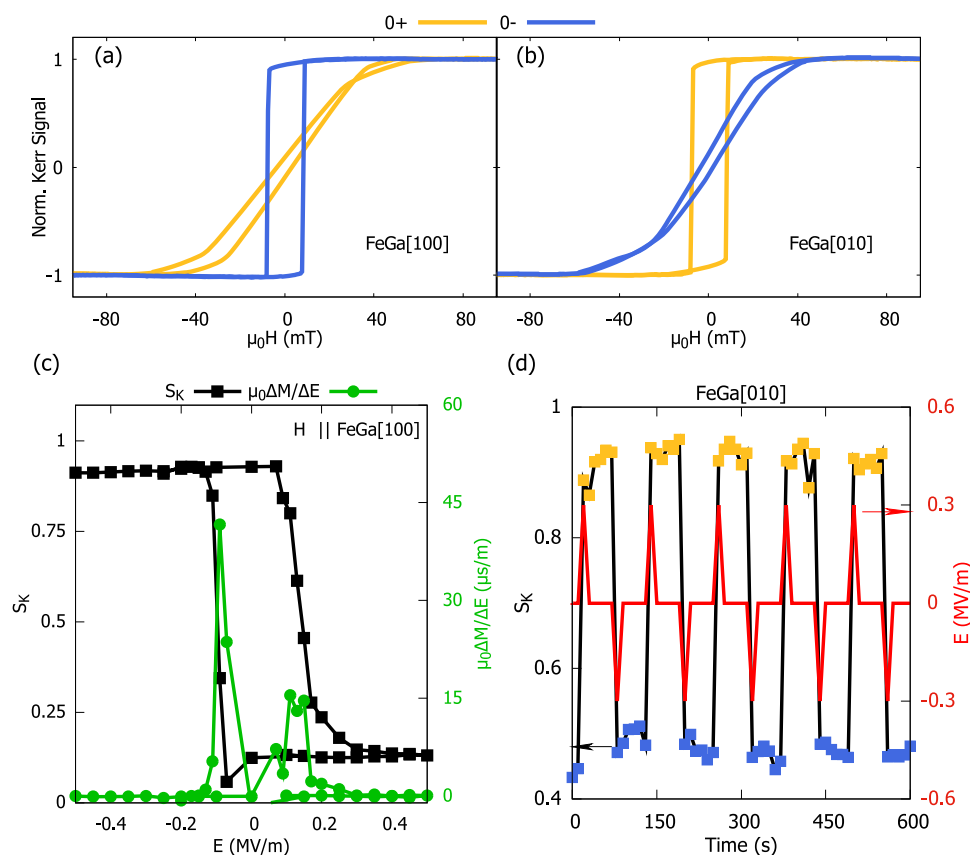 0+ 0-
(a) (b)
Norm. Kerr Signal
1
0
-1
FeGa[100] FeGa[010]
-80 -40 0 40 80 -80 -40 0 40 80
μ₀H (mT) μ₀H (mT)
(c) (d)
S_K μ₀ΔM/ΔE
H || FeGa[100]
S_K
1
0.75
0.5
0.25
0
60
45
30
15
0
μ₀ΔM/ΔE (μs/m)
-0.4 -0.2 0 0.2 0.4
E (MV/m)
FeGa[010]
S_K
1
0.8
0.6
0.4
0.6
0.3
0
-0.3
-0.6
E (MV/m)
0 150 300 450 600
Time (s)